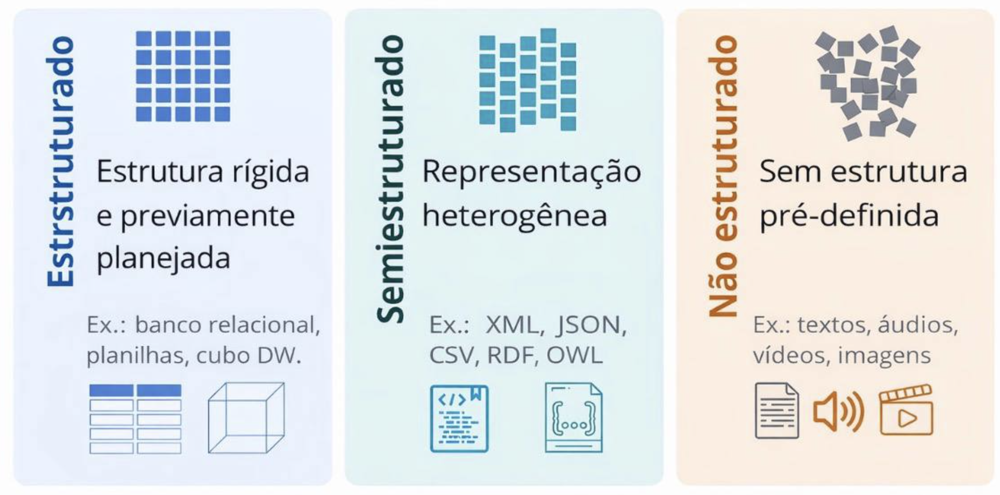 Estrstruturado
Estrutura rígida
e previamente
planejada
Ex.: banco relacional,
planilhas, cubo DW.
Semiestruturado
Representação
heterogênea
Ex.: XML, JSON,
CSV, RDF, OWL
</>
{...}
Não estruturado
Sem estrutura
pré-definida
Ex.: textos, áudios,
vídeos, imagens